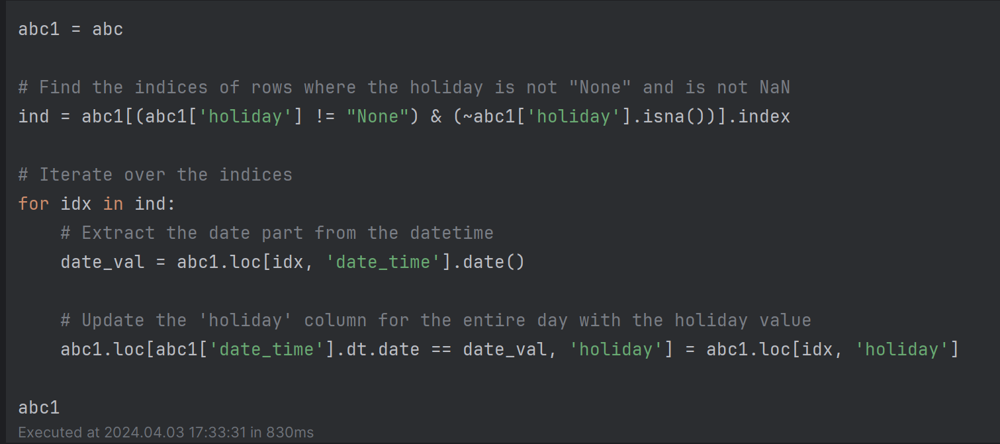 abc1 = abc
# Find the indices of rows where the holiday is not "None" and is not NaN
ind = abc1[(abc1['holiday'] != "None") & (~abc1['holiday'].isna())].index
# Iterate over the indices
for idx in ind:
    # Extract the date part from the datetime
    date_val = abc1.loc[idx, 'date_time'].date()
    # Update the 'holiday' column for the entire day with the holiday value
    abc1.loc[abc1['date_time'].dt.date == date_val, 'holiday'] = abc1.loc[idx, 'holiday']
abc1
Executed at 2024.04.03 17:33:31 in 830ms